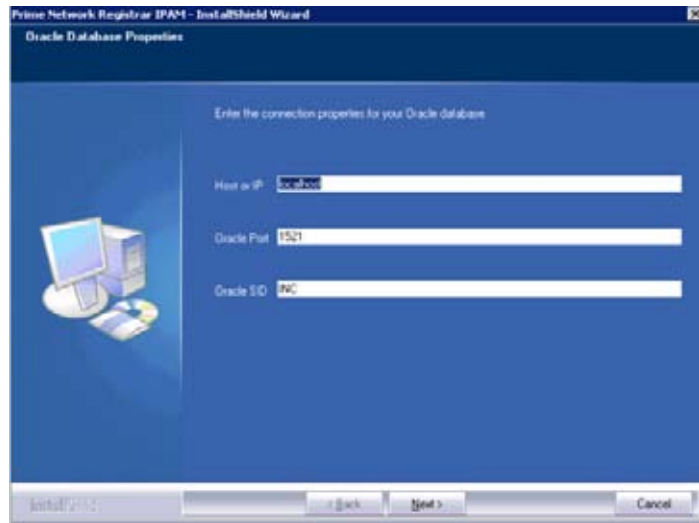 Prime Network Registrar IPAM - InstallShield Wizard
Oracle Database Properties
Enter the connection properties for your Oracle database
Host or IP localhost
Oracle Port 1521
Oracle SID INC
InstallShield
< Back Next > Cancel